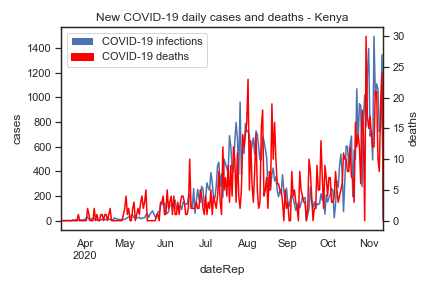 New COVID-19 daily cases and deaths - Kenya
COVID-19 infections
COVID-19 deaths
1400
1200
1000
800
600
400
200
0
cases
30
25
20
15
10
5
0
deaths
Apr May Jun Jul Aug Sep Oct Nov
2020
dateRep